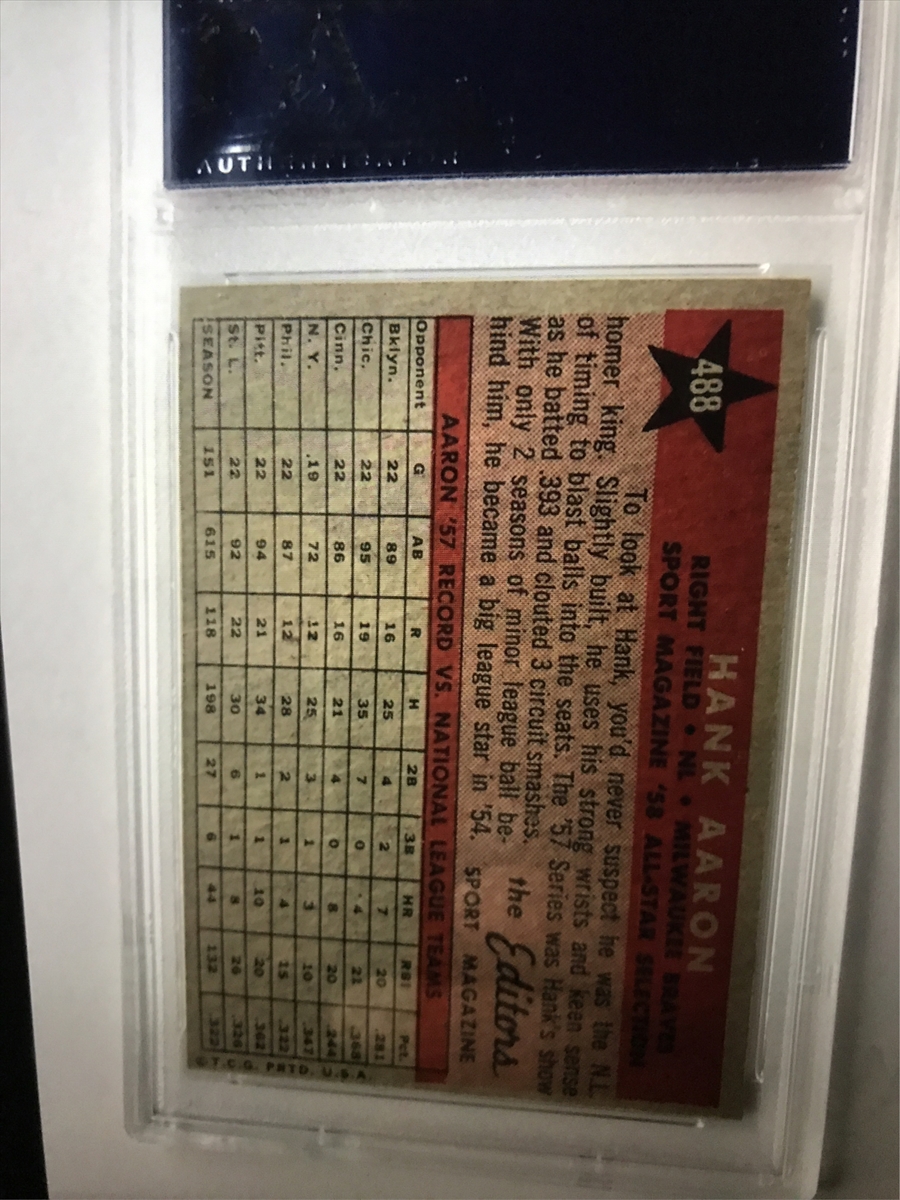 488
HANK AARON
RIGHT FIELD • NL • MILWAUKEE BRAVES
SPORT MAGAZINE '58 ALL-STAR SELECTION
To look at Hank, you'd never suspect he was the N.L.
homer king. Slightly built, he uses his strong wrists and keen sense
of timing to blast balls into the seats. The '57 Series was Hank's show
as he batted .393 and clouted 3 circuit smashes.
With only 2 seasons of minor league ball be-
hind him, he became a big league star in '54.
the Editors
SPORT MAGAZINE
AARON '57 RECORD VS. NATIONAL LEAGUE TEAMS
Opponent G AB R H 2B 3B HR RBI Pct.
Bklyn. 22 89 16 25 4 2 7 20 .281
Chic. 22 95 19 35 7 0 4 21 .368
Cinn. 22 86 16 21 4 0 8 20 .244
N. Y. 19 72 12 25 3 1 3 10 .347
Phil. 22 87 12 28 2 1 4 15 .322
Pitt. 22 94 21 34 1 1 10 20 .362
St. L. 22 92 22 30 6 1 8 26 .326
SEASON 151 615 118 198 27 6 44 132 .322
© T.C.G. PRTD. U.S.A.